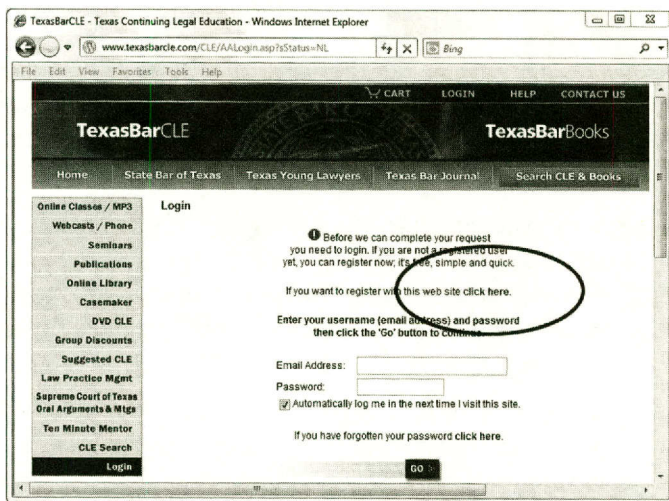 TexasBarCLE - Texas Continuing Legal Education - Windows Internet Explorer
www.texasbarcle.com/CLE/AALogin.asp?sStatus=NL
Bing
File Edit View Favorites Tools Help
CART LOGIN HELP CONTACT US
TexasBarCLE TexasBarBooks
Home State Bar of Texas Texas Young Lawyers Texas Bar Journal Search CLE & Books
Online Classes / MP3
Webcasts / Phone
Seminars
Publications
Online Library
Casemaker
DVD CLE
Group Discounts
Suggested CLE
Law Practice Mgmt
Supreme Court of Texas
Oral Arguments & Mtgs
Ten Minute Mentor
CLE Search
Login
Login
Before we can complete your request
you need to login. If you are not a registered user
yet, you can register now; it's free, simple and quick.
If you want to register with this web site click here.
Enter your username (email address) and password
then click the 'Go' button to continue.
Email Address:
Password:
Automatically log me in the next time I visit this site.
If you have forgotten your password click here.
GO